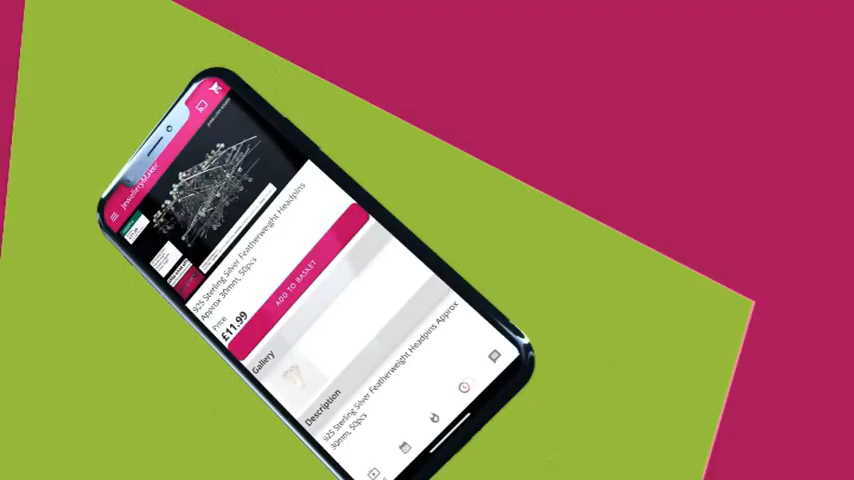 JewelleryMaker
925 Sterling Silver Featherweight Headpins
Approx 30mm, 50pcs
Price
£11.99
ADD TO BASKET
Gallery
Description
925 Sterling Silver Featherweight Headpins Approx
30mm, 50pcs